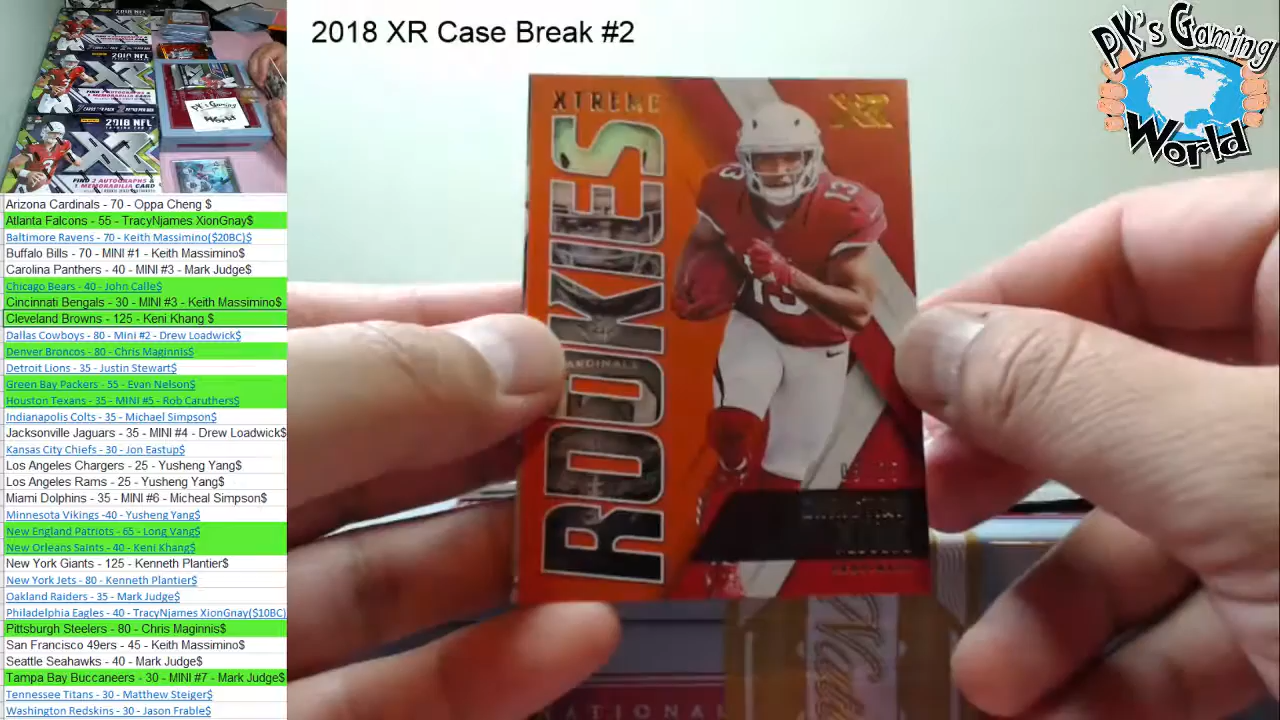 2018 XR Case Break #2
PK's Gaming
World
2018 NFL
FIND 2 AUTOGRAPHS &
1 MEMORABILIA CARD
XTREME
ROOKIES
XR
CARDINALS
13
13
Arizona Cardinals - 70 - Oppa Cheng $
Atlanta Falcons - 55 - TracyNjames XionGnay$
Baltimore Ravens - 70 - Keith Massimino($20BC)$
Buffalo Bills - 70 - MINI #1 - Keith Massimino$
Carolina Panthers - 40 - MINI #3 - Mark Judge$
Chicago Bears - 40 - John Calle$
Cincinnati Bengals - 30 - MINI #3 - Keith Massimino$
Cleveland Browns - 125 - Keni Khang $
Dallas Cowboys - 80 - Mini #2 - Drew Loadwick$
Denver Broncos - 80 - Chris Maginnis$
Detroit Lions - 35 - Justin Stewart$
Green Bay Packers - 55 - Evan Nelson$
Houston Texans - 35 - MINI #5 - Rob Caruthers$
Indianapolis Colts - 35 - Michael Simpson$
Jacksonville Jaguars - 35 - MINI #4 - Drew Loadwick$
Kansas City Chiefs - 30 - Jon Eastup$
Los Angeles Chargers - 25 - Yusheng Yang$
Los Angeles Rams - 25 - Yusheng Yang$
Miami Dolphins - 35 - MINI #6 - Micheal Simpson$
Minnesota Vikings -40 - Yusheng Yang$
New England Patriots - 65 - Long Vang$
New Orleans Saints - 40 - Keni Khang$
New York Giants - 125 - Kenneth Plantier$
New York Jets - 80 - Kenneth Plantier$
Oakland Raiders - 35 - Mark Judge$
Philadelphia Eagles - 40 - TracyNjames XionGnay($10BC)
Pittsburgh Steelers - 80 - Chris Maginnis$
San Francisco 49ers - 45 - Keith Massimino$
Seattle Seahawks - 40 - Mark Judge$
Tampa Bay Buccaneers - 30 - MINI #7 - Mark Judge$
Tennessee Titans - 30 - Matthew Steiger$
Washington Redskins - 30 - Jason Frable$